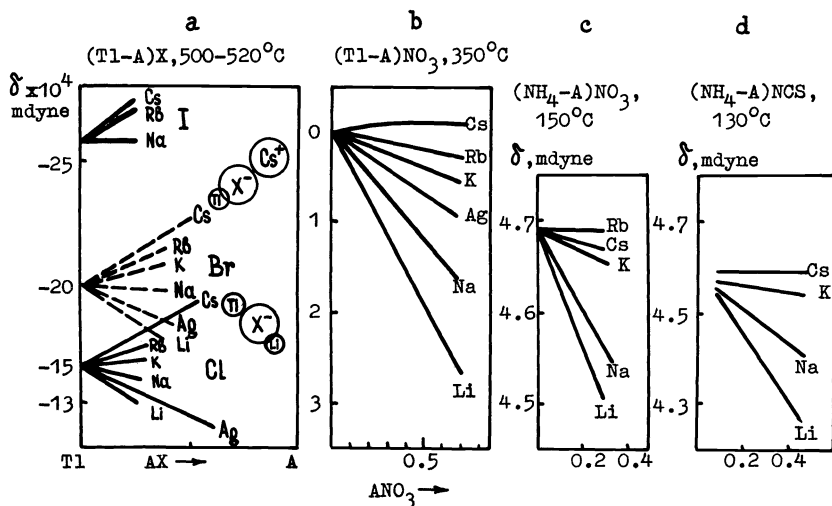 a
(Tl-A)X,500-520°C
δ x10⁴
mdyne
-25
-20
-15
-13
Cs
Rb
I
Na
Cs⁺
X⁻
Tl
Cs
Rb
K
Br
Na
Cs
Tl
X⁻
Li
Ag
Li
Rb
K
Cl
Na
Li
Ag
Tl
AX →
A
b
(Tl-A)NO₃,350°C
0
1
2
3
Cs
Rb
K
Ag
Na
Li
0.5
ANO₃ →
c
(NH₄-A)NO₃,
150°C
δ, mdyne
4.7
4.6
4.5
Rb
Cs
K
Na
Li
0.2 0.4
d
(NH₄-A)NCS,
130°C
δ, mdyne
4.7
4.5
4.3
Cs
K
Na
Li
0.2 0.4